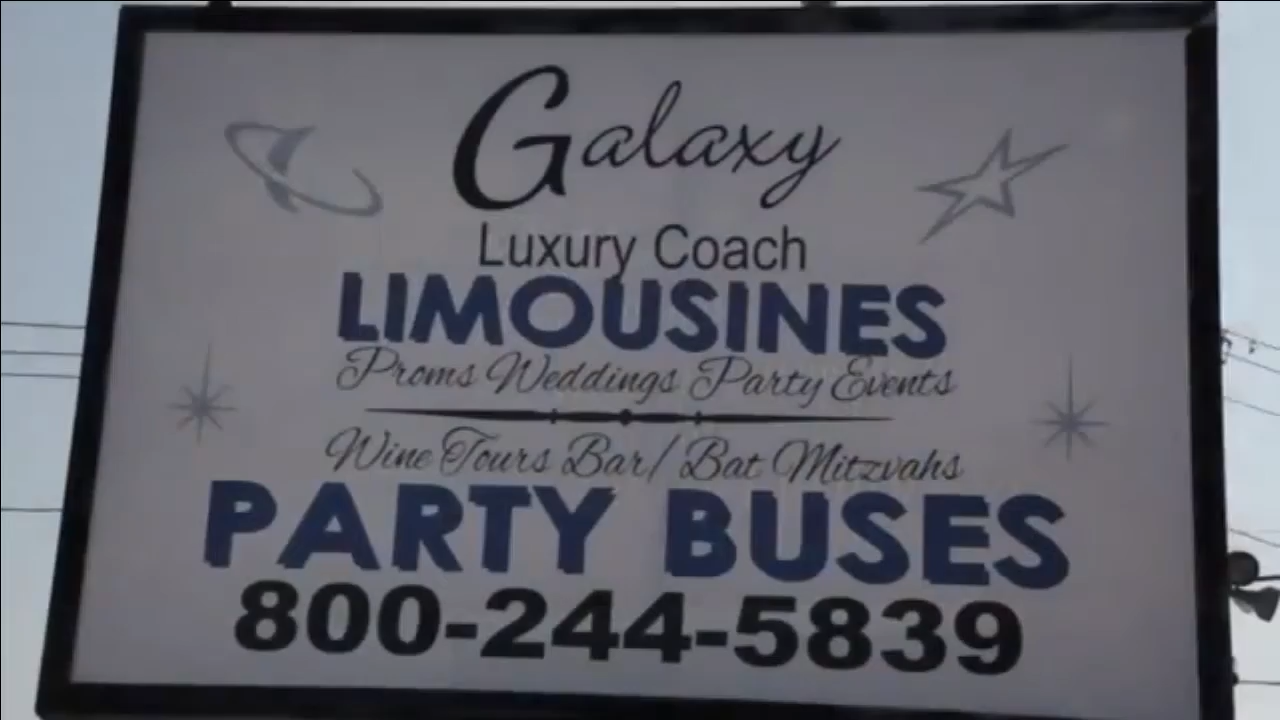 Galaxy
Luxury Coach
LIMOUSINES
Proms Weddings Party Events
Wine Tours Bar/ Bat Mitzvahs
PARTY BUSES
800-244-5839